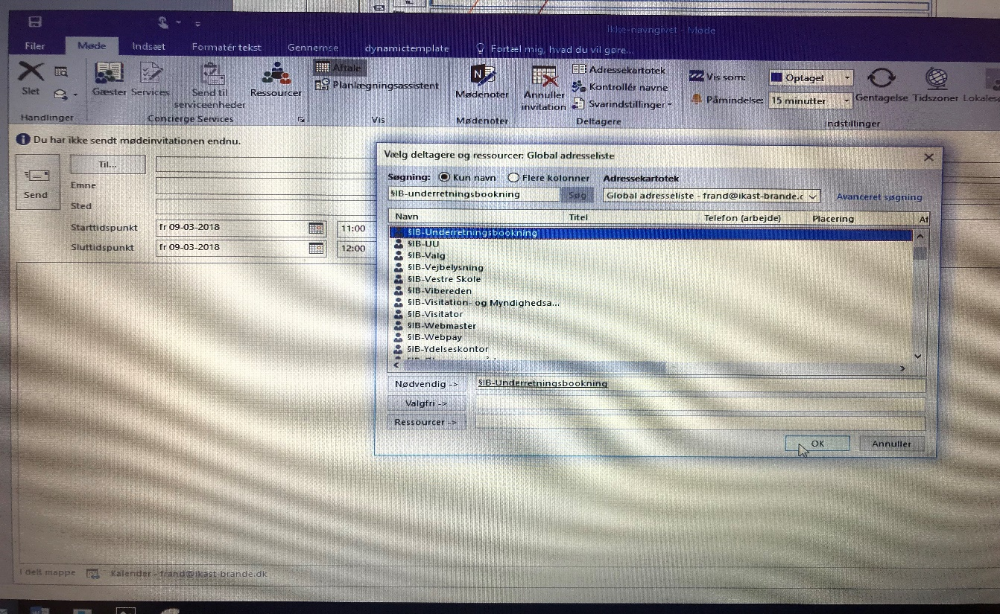 Ikke-navngivet - Møde
Filer Møde Indsæt Formatér tekst Gennemse dynamictemplate Fortæl mig, hvad du vil gøre...
Slet Gæster Services Send til serviceenheder Ressourcer
Handlinger Concierge Services
Aftale
Planlægningsassistent
Vis
Mødenoter
Mødenoter
Annuller invitation
Adressekartotek
Kontrollér navne
Svarindstillinger
Deltagere
Vis som: Optaget
Påmindelse: 15 minutter
Gentagelse Tidszoner
Indstillinger
Du har ikke sendt mødeinvitationen endnu.
Send
Til...
Emne
Sted
Starttidspunkt fr 09-03-2018 11:00
Sluttidspunkt fr 09-03-2018 12:00
Vælg deltagere og ressourcer: Global adresseliste
Søgning: Kun navn Flere kolonner Adressekartotek
§IB-underretningsbookning Søg Global adresseliste - frand@ikast-brande.c Avanceret søgning
Navn Titel Telefon (arbejde) Placering Af
§IB-Underretningsbookning
§IB-UU
§IB-Valg
§IB-Vejbelysning
§IB-Vestre Skole
§IB-Vibereden
§IB-Visitation- og Myndighedsa...
§IB-Visitator
§IB-Webmaster
§IB-Webpay
§IB-Ydelseskontor
Nødvendig -> §IB-Underretningsbookning
Valgfri ->
Ressourcer ->
OK Annuller
I delt mappe Kalender - frand@ikast-brande.dk